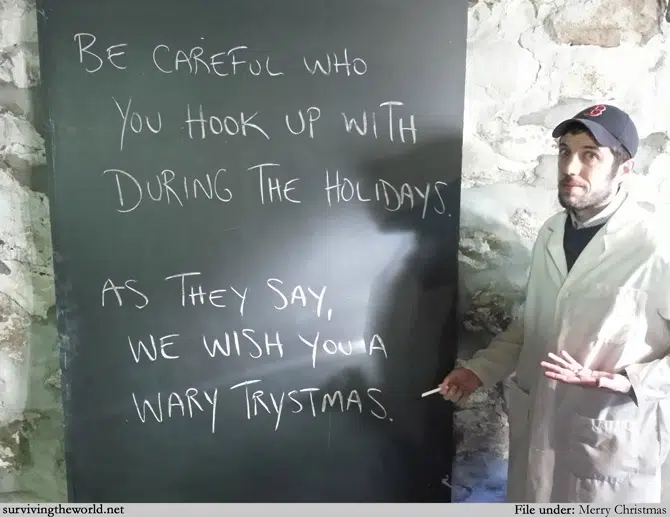 BE CAREFUL WHO
YOU HOOK UP WITH
DURING THE HOLIDAYS.
AS THEY SAY,
WE WISH YOU A
WARY TRYSTMAS.
B
survivingtheworld.net
File under: Merry Christmas